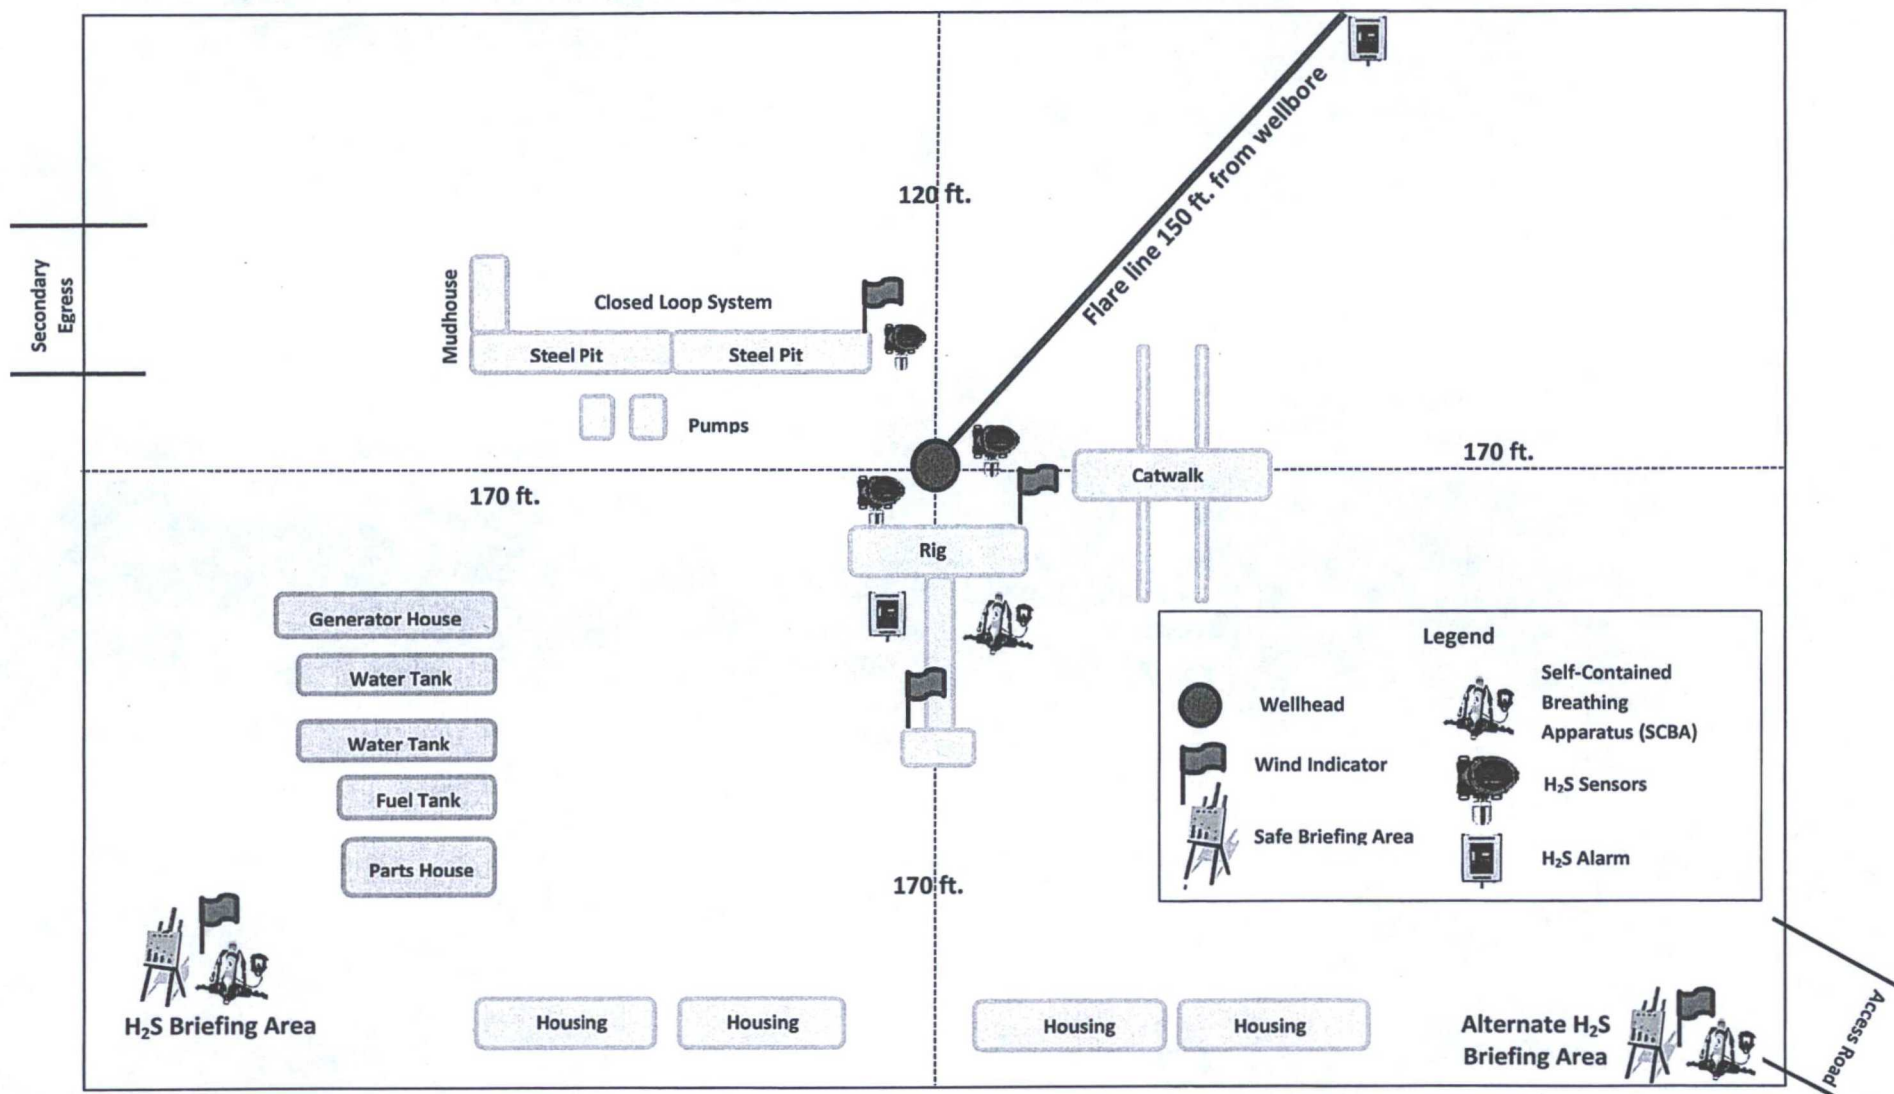 120 ft.
Flare line 150 ft. from wellbore
Secondary
Egress
Mudhouse
Closed Loop System
Steel Pit
Steel Pit
Pumps
170 ft.
170 ft.
Catwalk
Rig
Generator House
Water Tank
Water Tank
Fuel Tank
Parts House
170 ft.
Legend
Wellhead
Self-Contained
Breathing
Apparatus (SCBA)
Wind Indicator
H₂S Sensors
Safe Briefing Area
H₂S Alarm
H₂S Briefing Area
Housing
Housing
Housing
Housing
Alternate H₂S
Briefing Area
Access Road